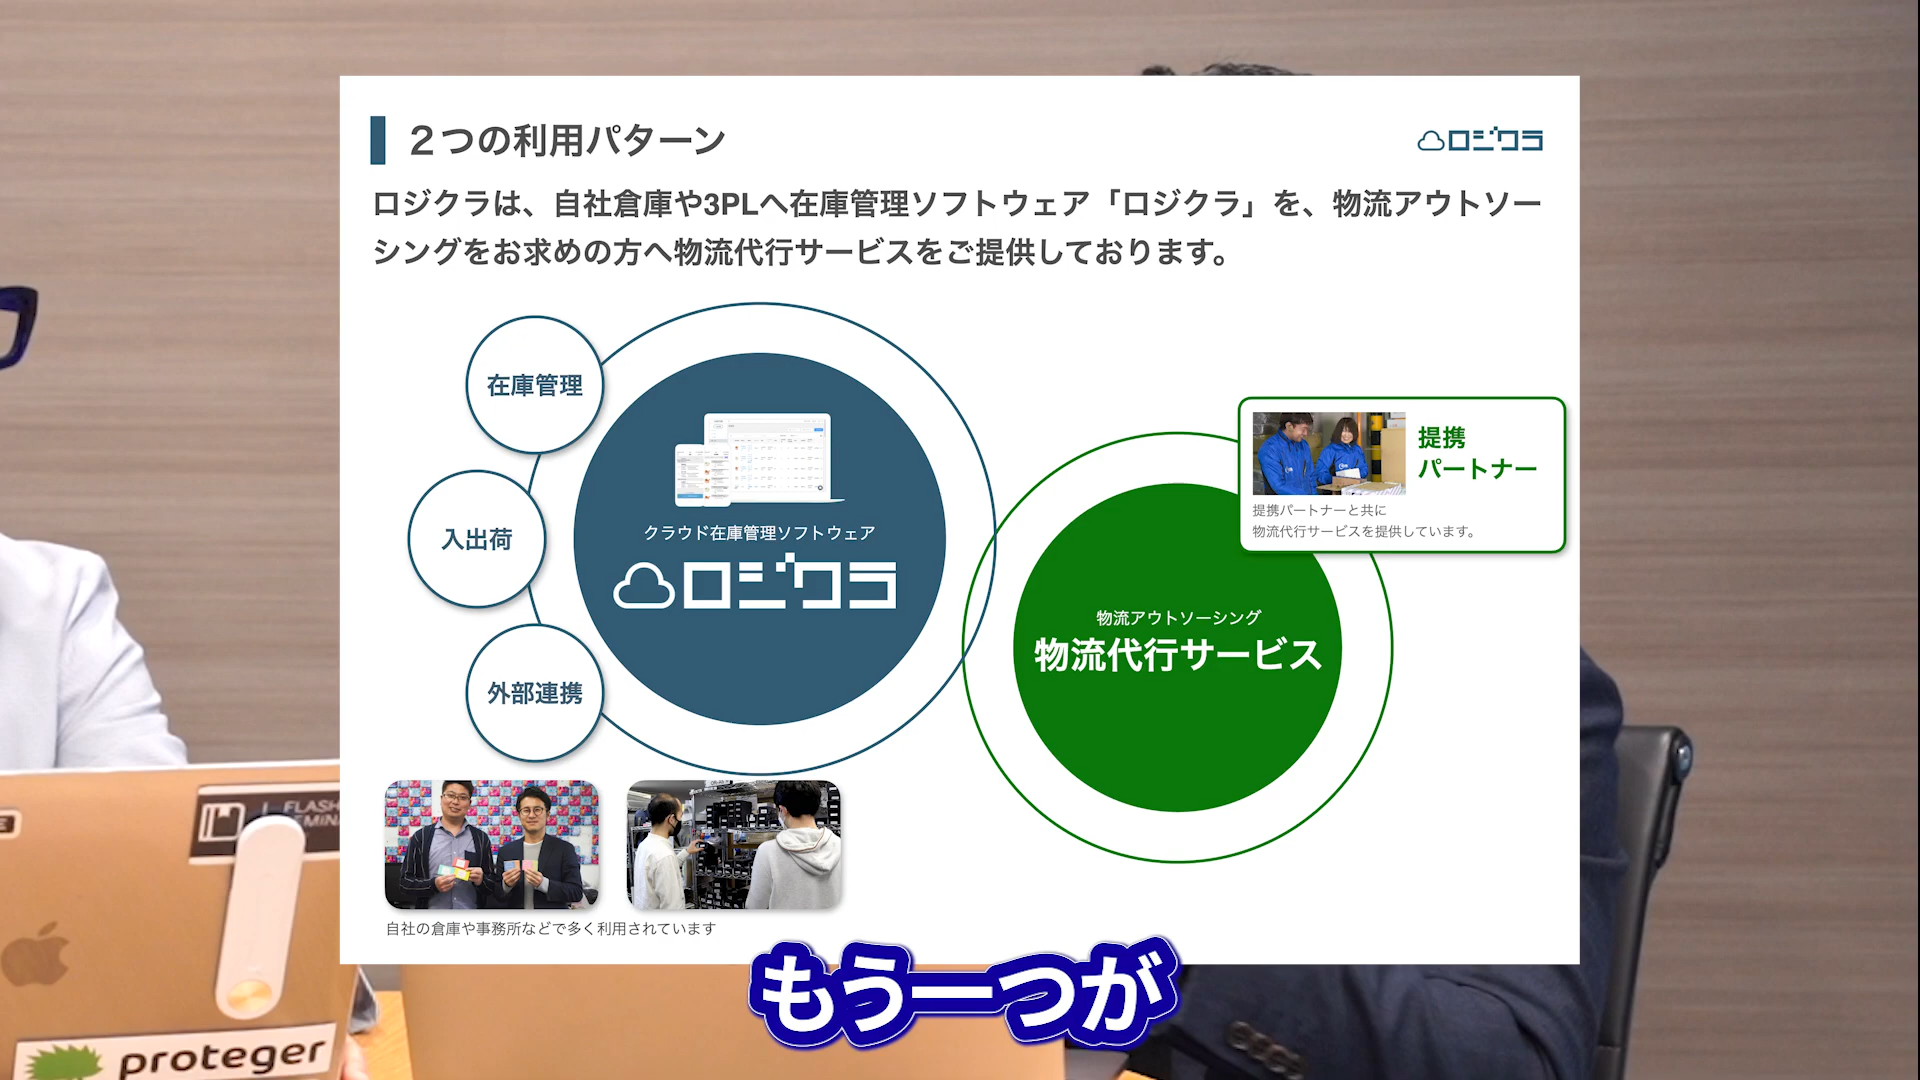 ２つの利用パターン
ロジクラ
ロジクラは、自社倉庫や3PLへ在庫管理ソフトウェア「ロジクラ」を、物流アウトソー
シングをお求めの方へ物流代行サービスをご提供しております。
在庫管理
入出荷
外部連携
クラウド在庫管理ソフトウェア
ロジクラ
提携
パートナー
提携パートナーと共に
物流代行サービスを提供しています。
物流アウトソーシング
物流代行サービス
自社の倉庫や事務所などで多く利用されています
FLASH
もう一つが
proteger